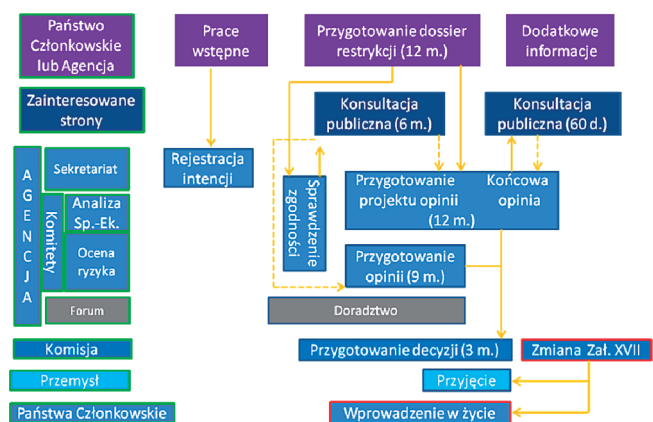 Państwo
Członkowskie
lub Agencja
Prace
wstępne
Przygotowanie dossier
restrykcji (12 m.)
Dodatkowe
informacje
Zainteresowane
strony
Konsultacja
publiczna (6 m.)
Konsultacja
publiczna (60 d.)
AGENCJA
Sekretariat
Komitety
Analiza
Sp.-Ek.
Ocena
ryzyka
Forum
Rejestracja
intencji
Sprawdzenie
zgodności
Przygotowanie
projektu opinii
(12 m.)
Końcowa
opinia
Przygotowanie
opinii (9 m.)
Doradztwo
Komisja
Przygotowanie decyzji (3 m.)
Zmiana Zał. XVII
Przemysł
Przyjęcie
Państwa Członkowskie
Wprowadzenie w życie